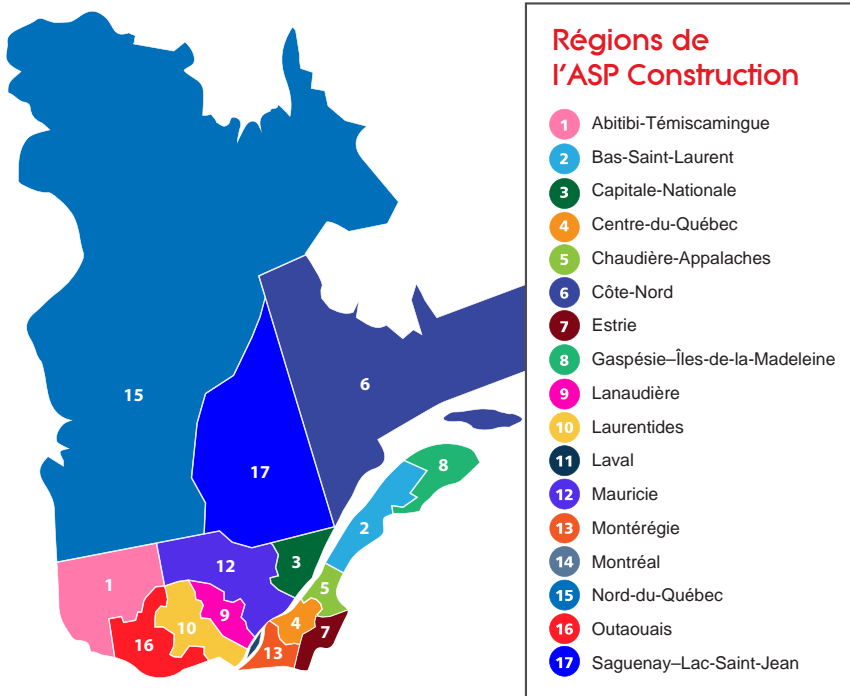 Régions de
l'ASP Construction
1 Abitibi-Témiscamingue
2 Bas-Saint-Laurent
3 Capitale-Nationale
4 Centre-du-Québec
5 Chaudière-Appalaches
6 Côte-Nord
7 Estrie
8 Gaspésie–Îles-de-la-Madeleine
9 Lanaudière
10 Laurentides
11 Laval
12 Mauricie
13 Montérégie
14 Montréal
15 Nord-du-Québec
16 Outaouais
17 Saguenay–Lac-Saint-Jean
15
6
17
8
2
12
3
1
5
9
10
4
7
16
13